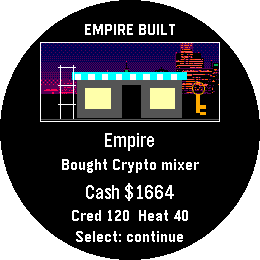 EMPIRE BUILT
Empire
Bought Crypto mixer
Cash $1664
Cred 120 Heat 40
Select: continue